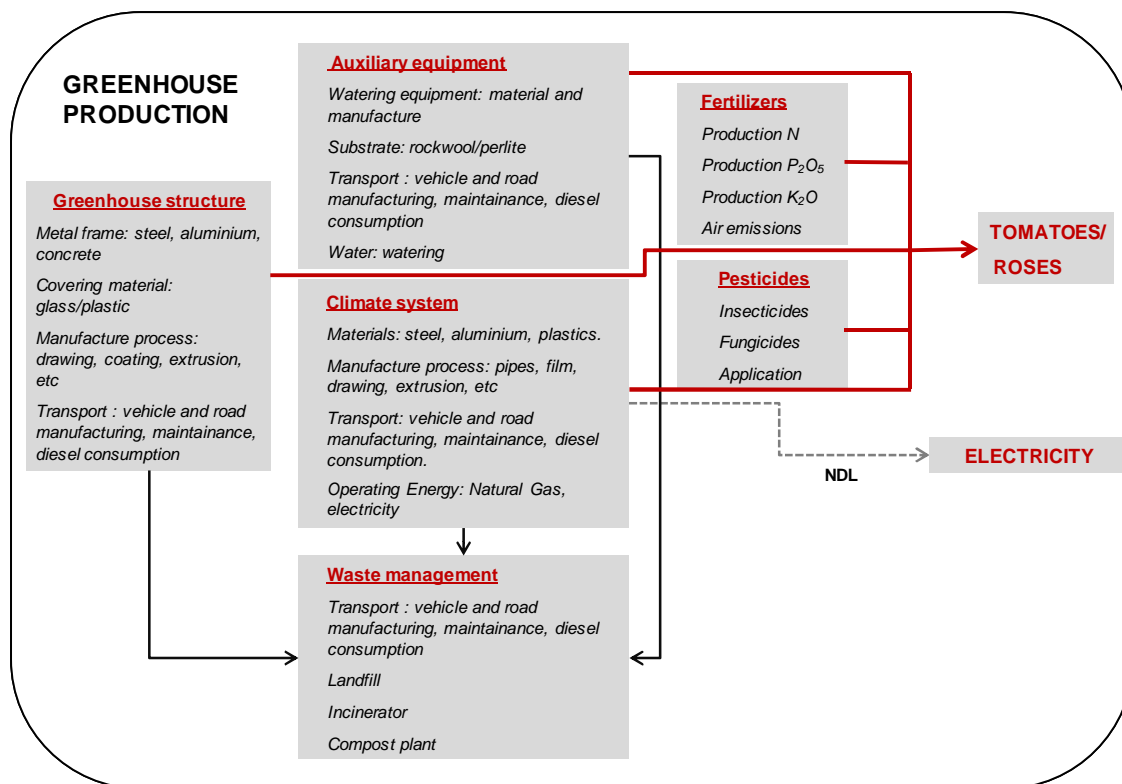 GREENHOUSE
PRODUCTION
Auxiliary equipment
Watering equipment: material and
manufacture
Substrate: rockwool/perlite
Transport : vehicle and road
manufacturing, maintainance, diesel
consumption
Water: watering
Fertilizers
Production N
Production P₂O₅
Production K₂O
Air emissions
Greenhouse structure
Metal frame: steel, aluminium,
concrete
Covering material:
glass/plastic
Manufacture process:
drawing, coating, extrusion,
etc
Transport : vehicle and road
manufacturing, maintainance,
diesel consumption
TOMATOES/
ROSES
Climate system
Materials: steel, aluminium, plastics.
Manufacture process: pipes, film,
drawing, extrusion, etc
Transport: vehicle and road
manufacturing, maintainance, diesel
consumption.
Operating Energy: Natural Gas,
electricity
Pesticides
Insecticides
Fungicides
Application
ELECTRICITY
NDL
Waste management
Transport : vehicle and road
manufacturing, maintainance, diesel
consumption
Landfill
Incinerator
Compost plant